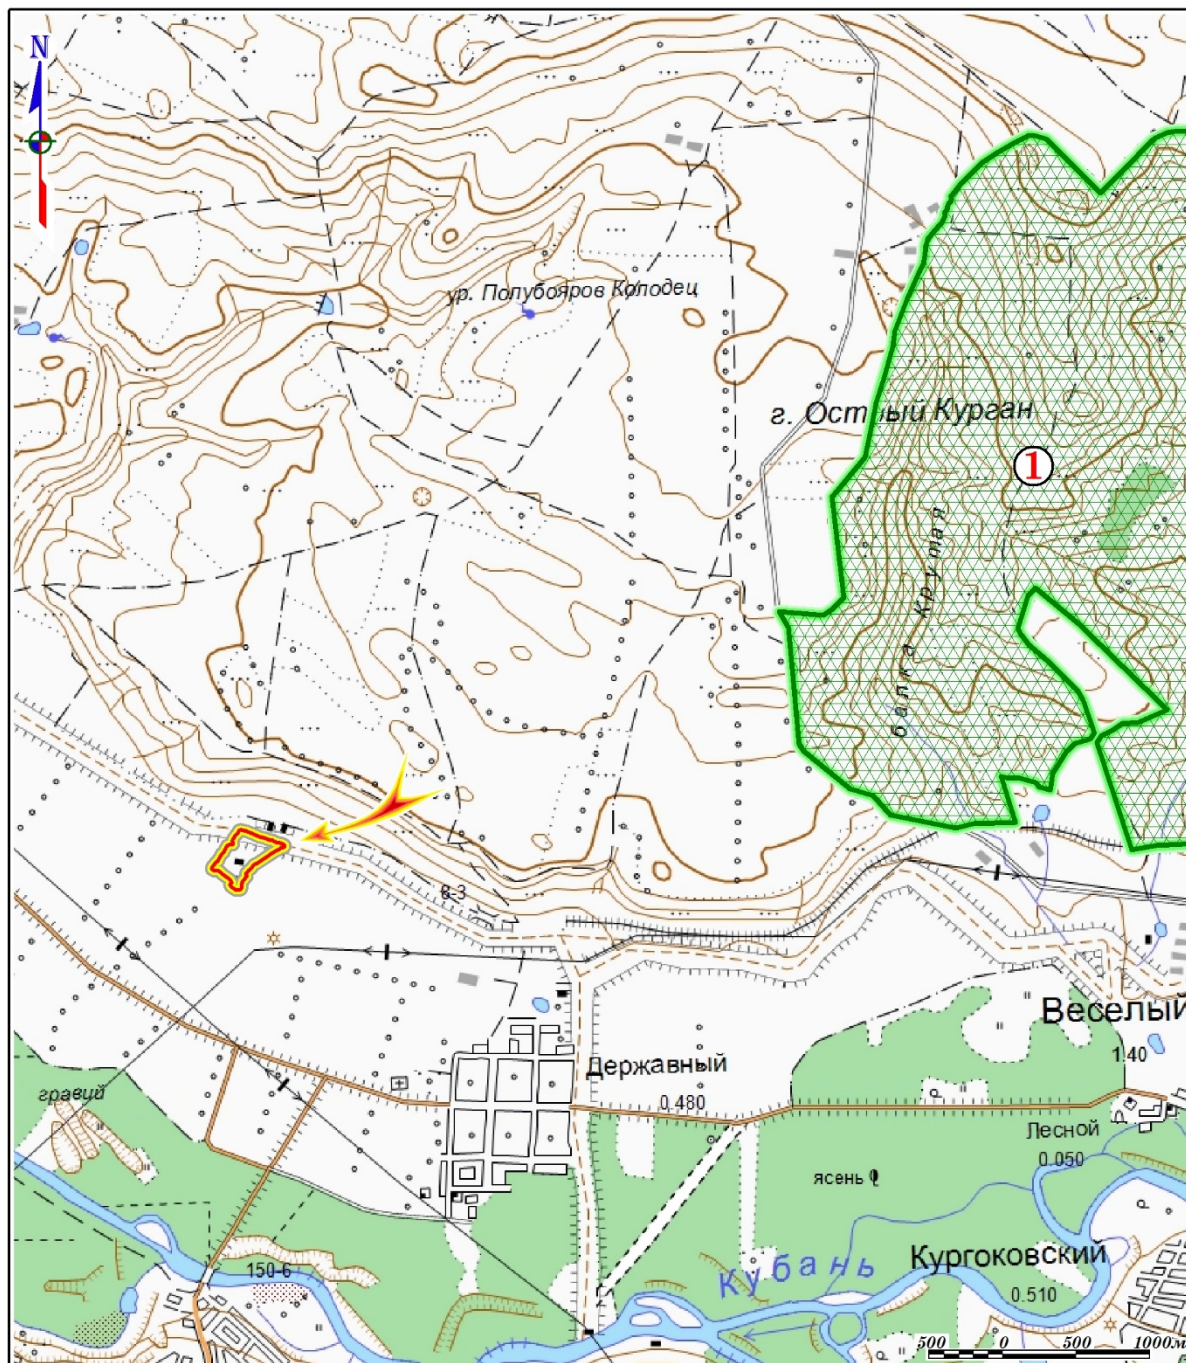 N
ур. Полубояров Колодец
г. Острый Курган
1
балка Крутая
8-3
Веселый
1.40
Державный
0.480
гравий
Лесной
0.050
ясень
Кургоковский
0.510
Кубань
150-6
500 0 500 1000м